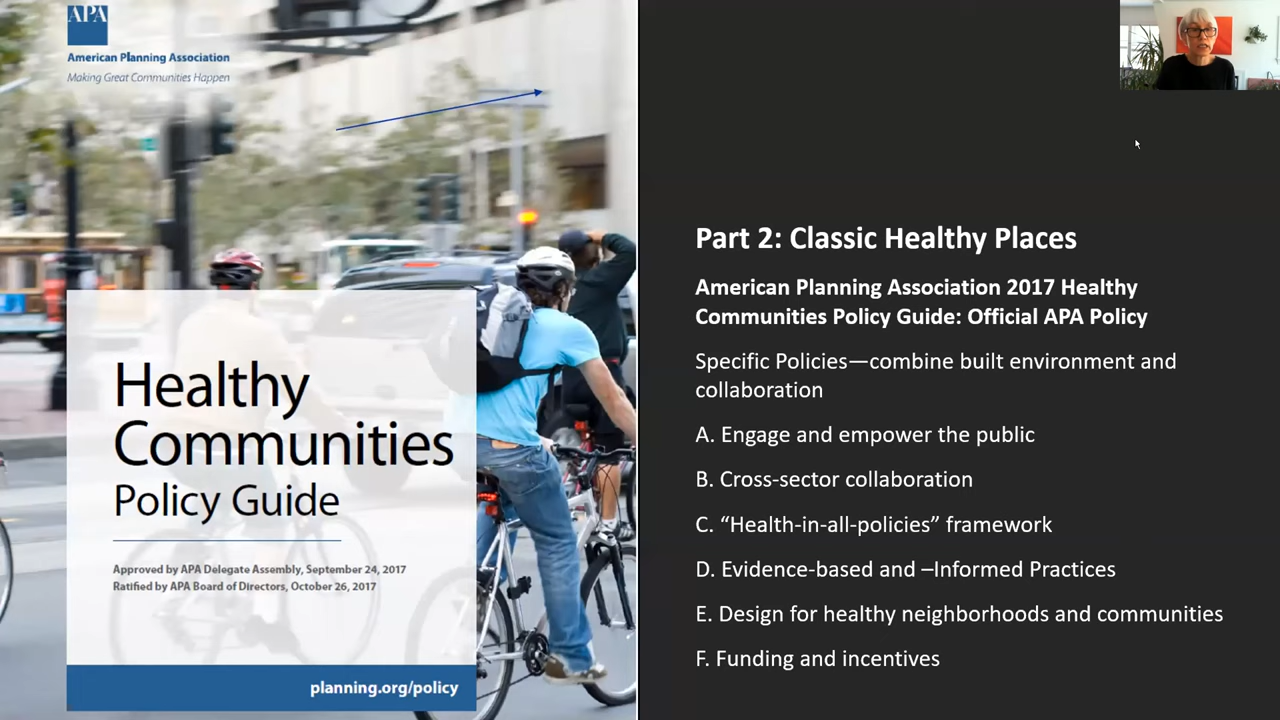 APA
American Planning Association
Making Great Communities Happen
Healthy
Communities
Policy Guide
Approved by APA Delegate Assembly, September 24, 2017
Ratified by APA Board of Directors, October 26, 2017
planning.org/policy
Part 2: Classic Healthy Places
American Planning Association 2017 Healthy
Communities Policy Guide: Official APA Policy
Specific Policies—combine built environment and
collaboration
A. Engage and empower the public
B. Cross-sector collaboration
C. “Health-in-all-policies” framework
D. Evidence-based and –Informed Practices
E. Design for healthy neighborhoods and communities
F. Funding and incentives